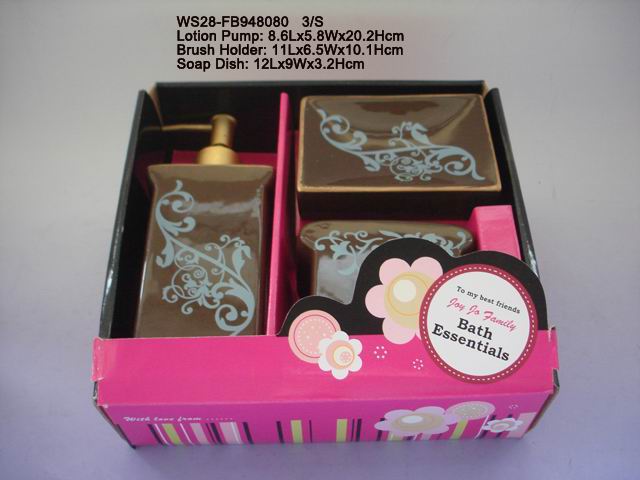 WS28-FB948080 3/S
Lotion Pump: 8.6Lx5.8Wx20.2Hcm
Brush Holder: 11Lx6.5Wx10.1Hcm
Soap Dish: 12Lx9Wx3.2Hcm
To my best friends
Joy Jo Family
Bath
Essentials
With love from ......